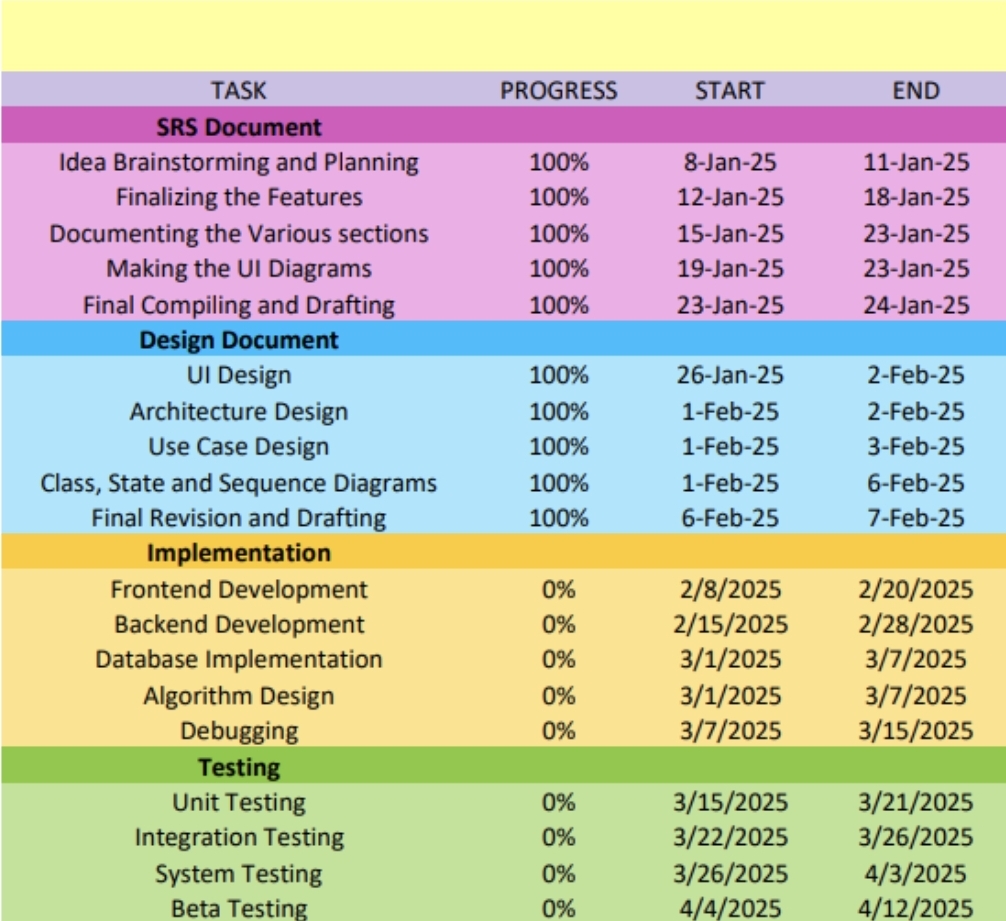 TASK PROGRESS START END
SRS Document
Idea Brainstorming and Planning 100% 8-Jan-25 11-Jan-25
Finalizing the Features 100% 12-Jan-25 18-Jan-25
Documenting the Various sections 100% 15-Jan-25 23-Jan-25
Making the UI Diagrams 100% 19-Jan-25 23-Jan-25
Final Compiling and Drafting 100% 23-Jan-25 24-Jan-25
Design Document
UI Design 100% 26-Jan-25 2-Feb-25
Architecture Design 100% 1-Feb-25 2-Feb-25
Use Case Design 100% 1-Feb-25 3-Feb-25
Class, State and Sequence Diagrams 100% 1-Feb-25 6-Feb-25
Final Revision and Drafting 100% 6-Feb-25 7-Feb-25
Implementation
Frontend Development 0% 2/8/2025 2/20/2025
Backend Development 0% 2/15/2025 2/28/2025
Database Implementation 0% 3/1/2025 3/7/2025
Algorithm Design 0% 3/1/2025 3/7/2025
Debugging 0% 3/7/2025 3/15/2025
Testing
Unit Testing 0% 3/15/2025 3/21/2025
Integration Testing 0% 3/22/2025 3/26/2025
System Testing 0% 3/26/2025 4/3/2025
Beta Testing 0% 4/4/2025 4/12/2025